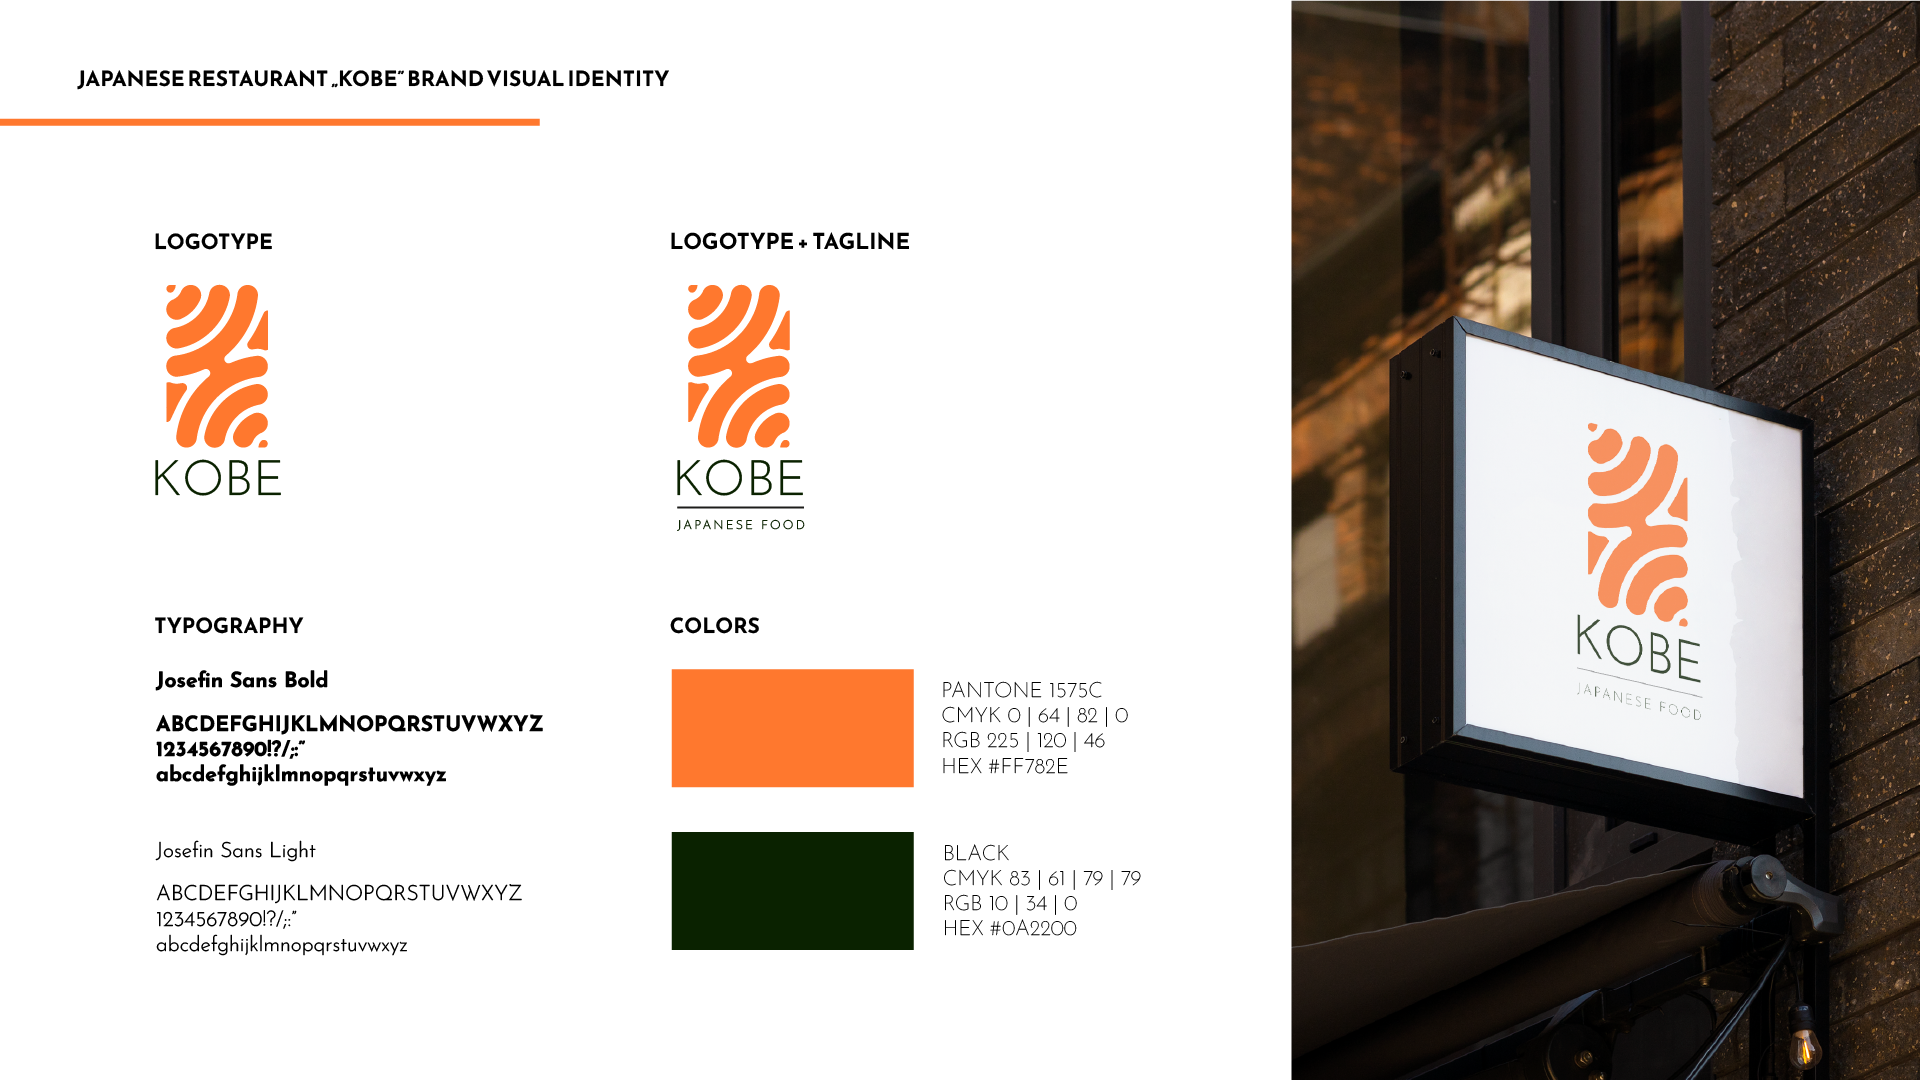 JAPANESE RESTAURANT „KOBE” BRAND VISUAL IDENTITY
LOGOTYPE
KOBE
LOGOTYPE + TAGLINE
KOBE
JAPANESE FOOD
TYPOGRAPHY
Josefin Sans Bold
ABCDEFGHIJKLMNOPQRSTUVWXYZ
1234567890!?/;:”
abcdefghijklmnopqrstuvwxyz
Josefin Sans Light
ABCDEFGHIJKLMNOPQRSTUVWXYZ
1234567890!?/;:”
abcdefghijklmnopqrstuvwxyz
COLORS
PANTONE 1575C
CMYK 0 | 64 | 82 | 0
RGB 225 | 120 | 46
HEX #FF782E
BLACK
CMYK 83 | 61 | 79 | 79
RGB 10 | 34 | 0
HEX #0A2200
KOBE
JAPANESE FOOD